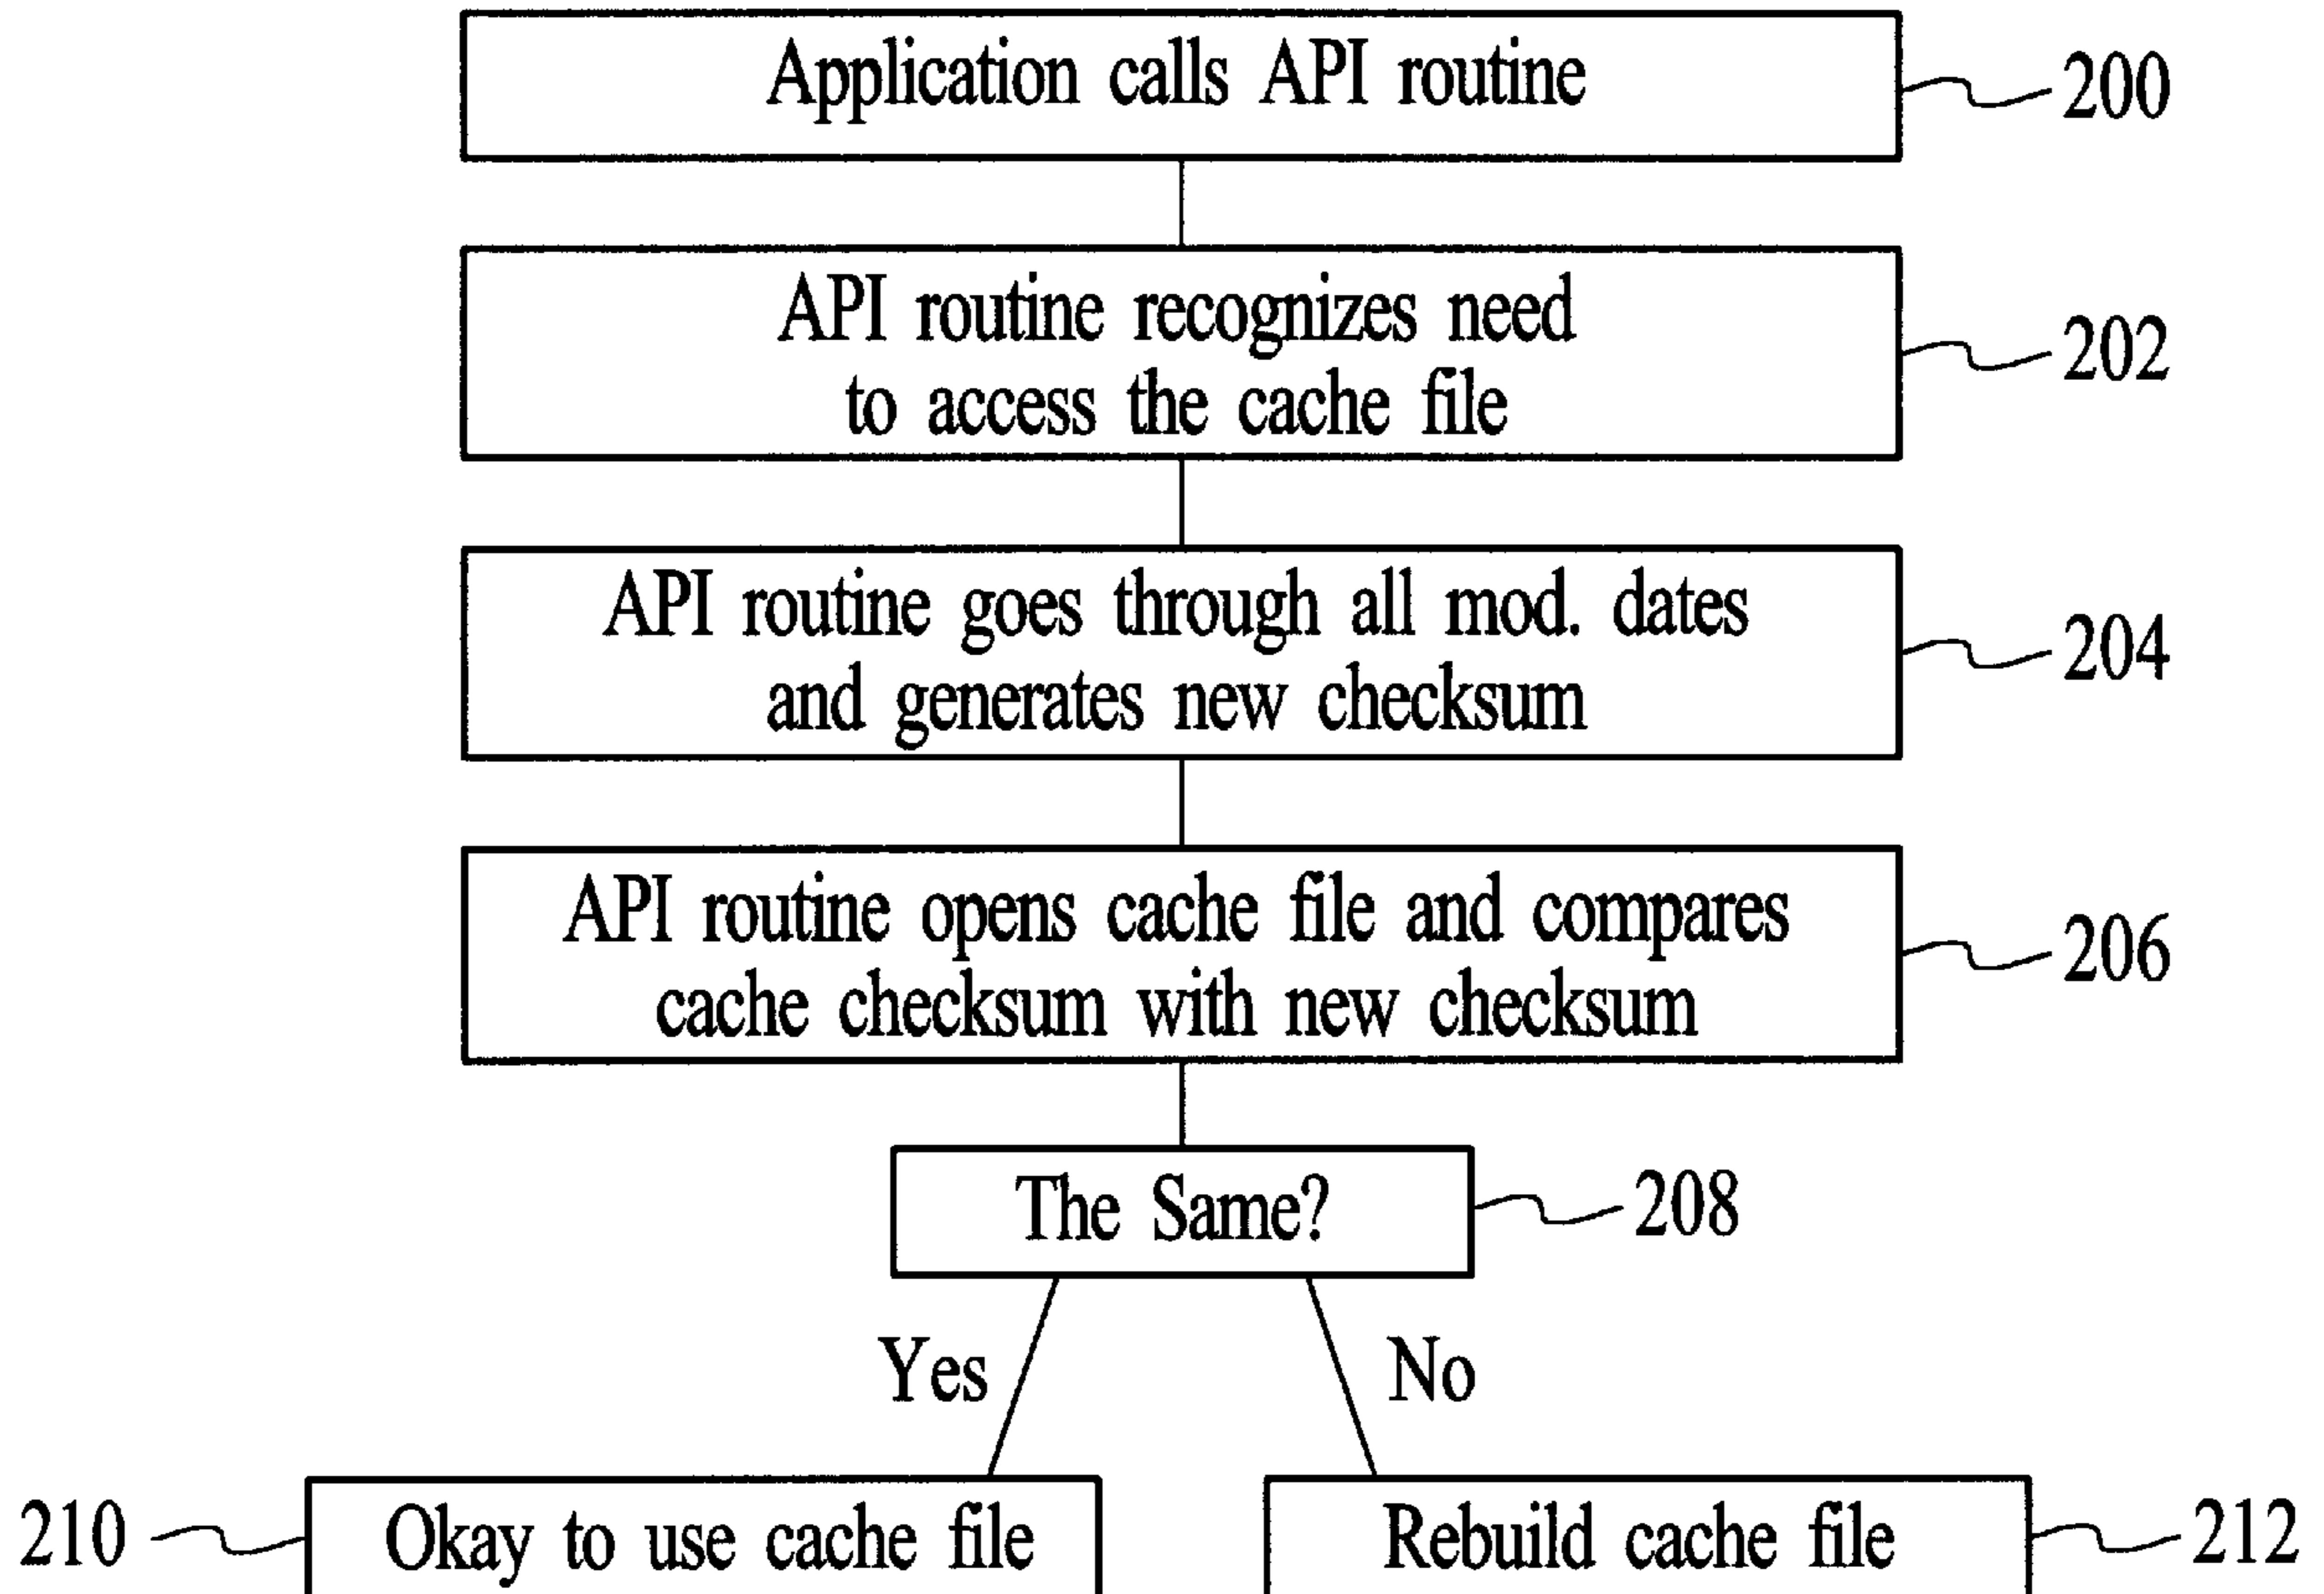 Application calls API routine
200
API routine recognizes need
to access the cache file
202
API routine goes through all mod. dates
and generates new checksum
204
API routine opens cache file and compares
cache checksum with new checksum
206
The Same?
208
Yes
No
210
Okay to use cache file
Rebuild cache file
212